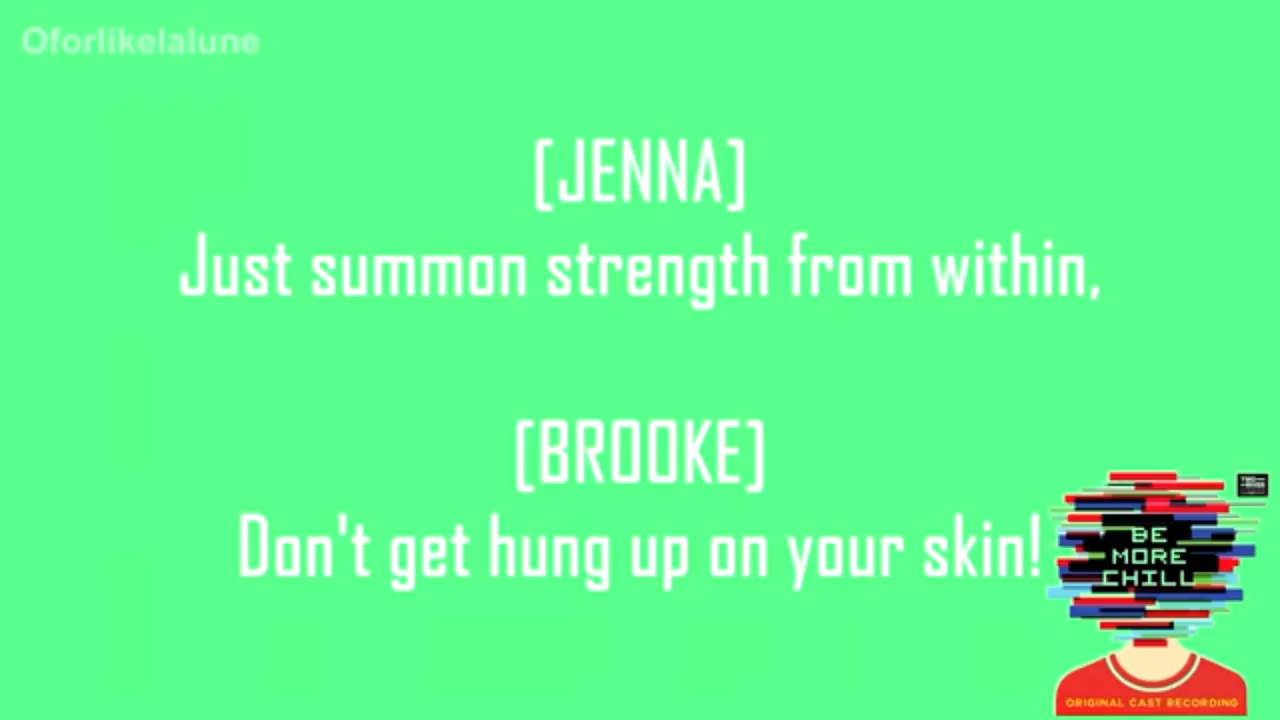 Oforlikelalune
[JENNA]
Just summon strength from within,
[BROOKE]
Don't get hung up on your skin!
BE
MORE
CHILL
ORIGINAL CAST RECORDING